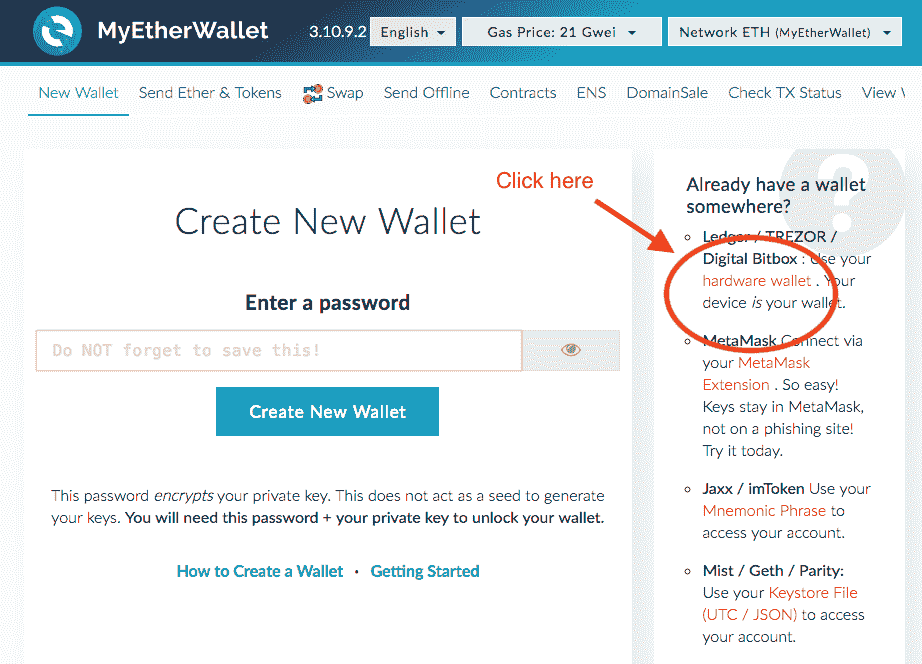 MyEtherWallet 3.10.9.2 English Gas Price: 21 Gwei Network ETH (MyEtherWallet)
New Wallet Send Ether & Tokens Swap Send Offline Contracts ENS DomainSale Check TX Status View
Click here
Create New Wallet
Enter a password
Do NOT forget to save this!
Create New Wallet
This password encrypts your private key. This does not act as a seed to generate
your keys. You will need this password + your private key to unlock your wallet.
How to Create a Wallet • Getting Started
?
Already have a wallet
somewhere?
Ledger / TREZOR /
Digital Bitbox : Use your
hardware wallet . Your
device is your wallet.
MetaMask Connect via
your MetaMask
Extension . So easy!
Keys stay in MetaMask,
not on a phishing site!
Try it today.
Jaxx / imToken Use your
Mnemonic Phrase to
access your account.
Mist / Geth / Parity:
Use your Keystore File
(UTC / JSON) to access
your account.